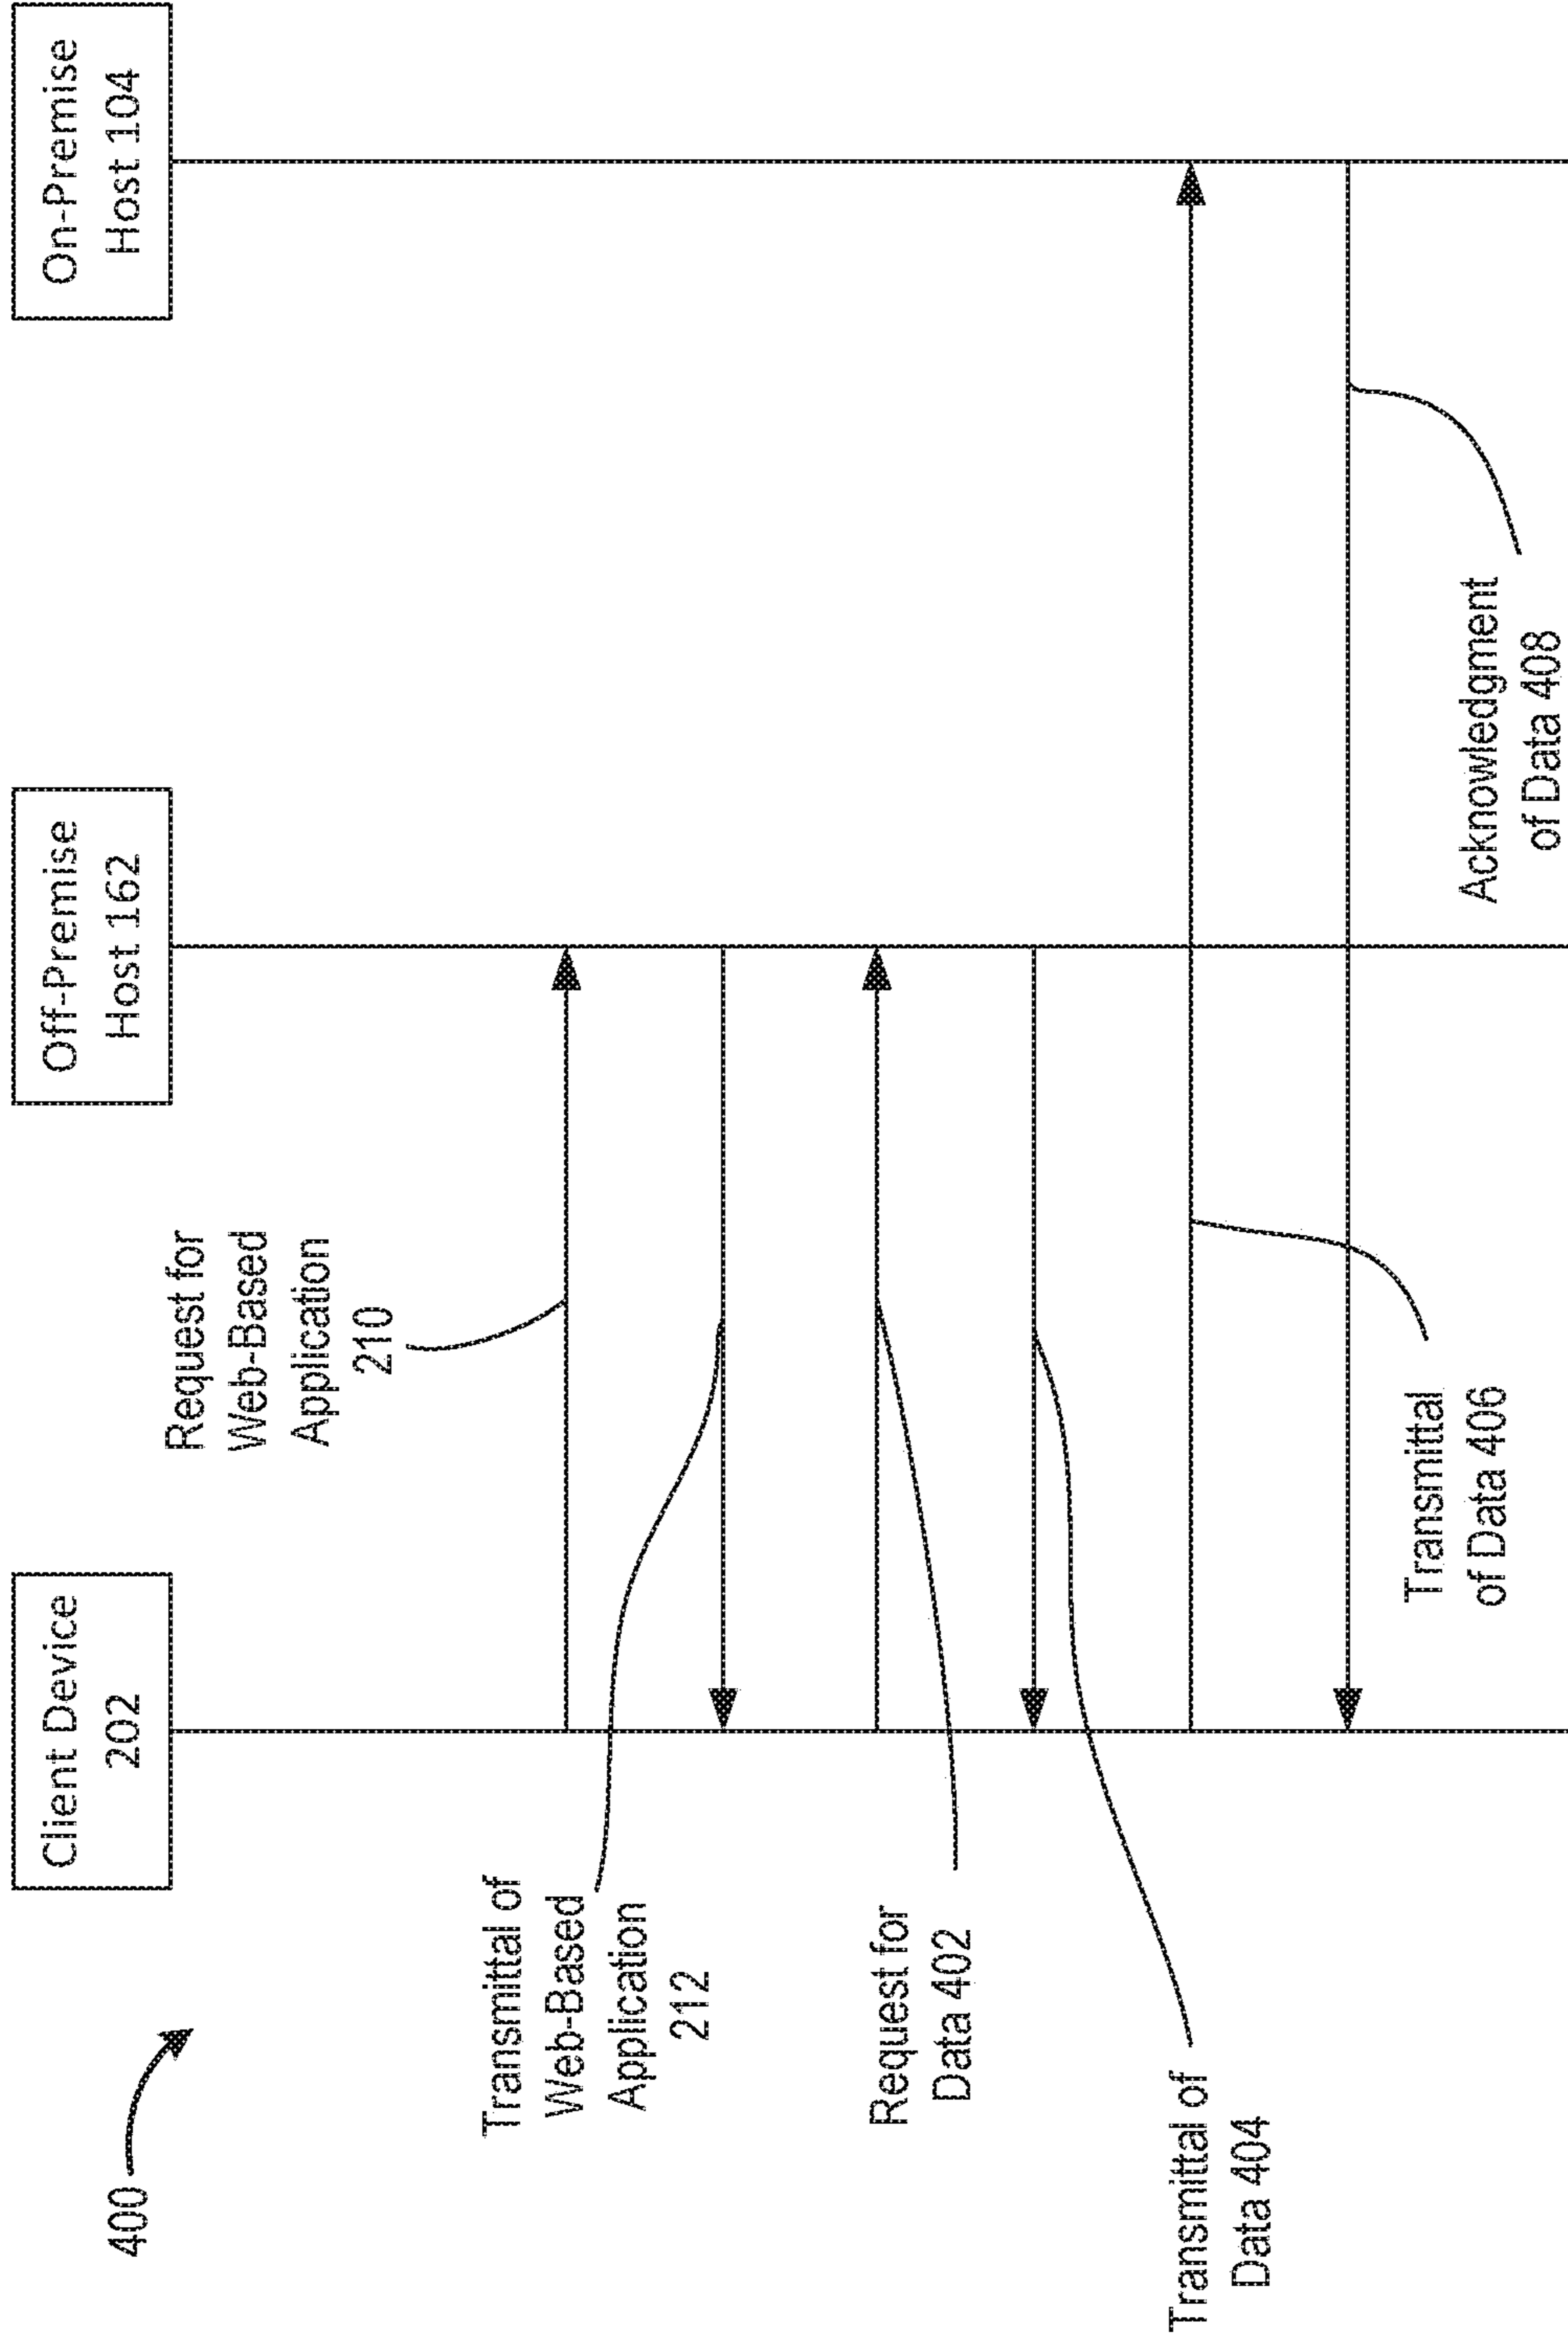 400
Client Device
202
Off-Premise
Host 162
On-Premise
Host 104
Request for
Web-Based
Application
210
Transmittal of
Web-Based
Application
212
Request for
Data 402
Transmittal of
Data 404
Transmittal
of Data 406
Acknowledgment
of Data 408